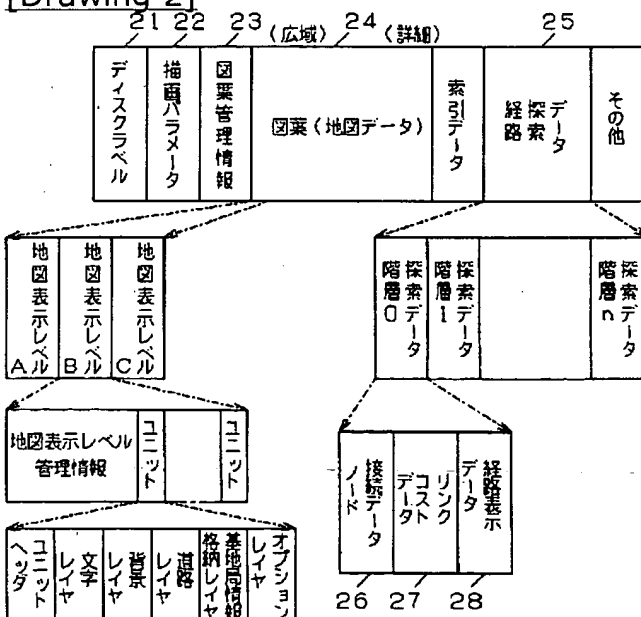 [Drawing 2]
21 22 23 (広域) 24 (詳細) 25
ディスクラベル
描画パラメータ
図葉管理情報
図葉(地図データ)
索引データ
経路探索データ
その他
地図表示レベルA
地図表示レベルB
地図表示レベルC
探索データ階層0
探索データ階層1
探索データ階層n
地図表示レベル
管理情報
ユニット
ユニット
ユニットヘッダ
文字レイヤ
背景レイヤ
道路レイヤ
基地局情報格納レイヤ
オプションレイヤ
接続データノード
リンクコストデータ
経路表示データ
26 27 28